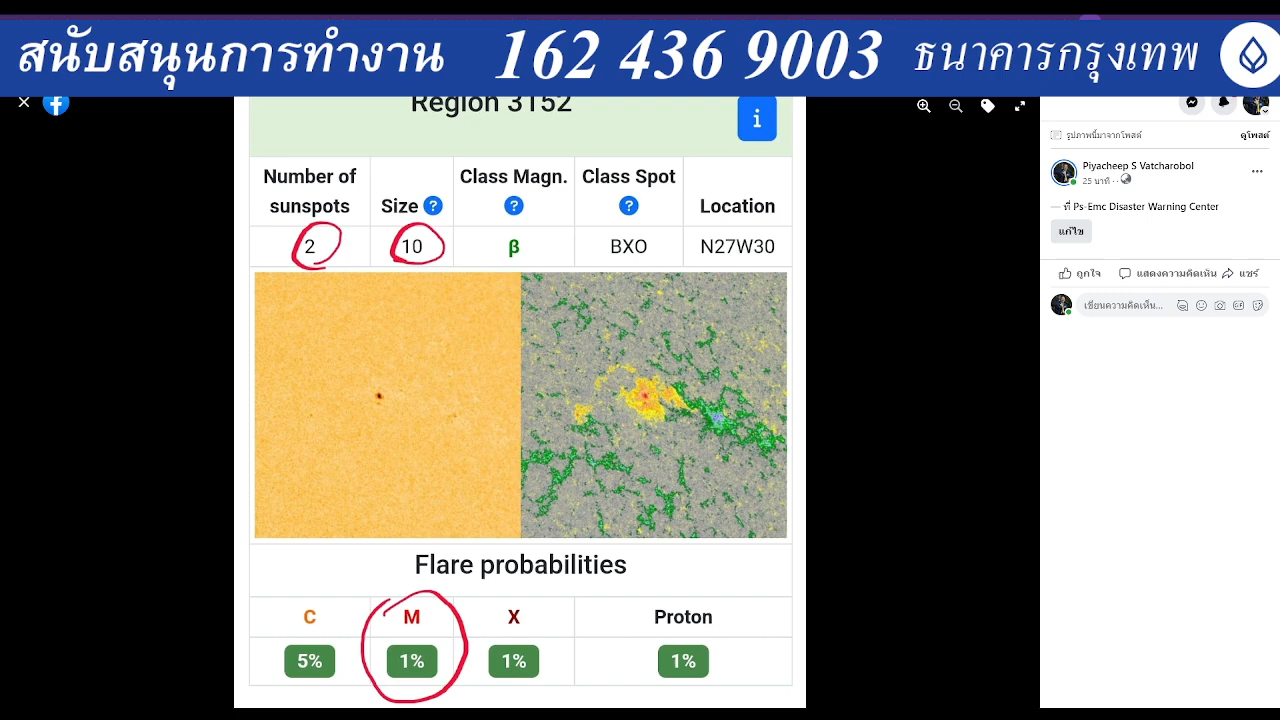 สนับสนุนการทำงาน 162 436 9003 ธนาคารกรุงเทพ
Region 3152
Number of sunspots
Size
Class Magn.
Class Spot
Location
2 10 β BXO N27W30
Flare probabilities
C M X Proton
5% 1% 1% 1%
รูปภาพนี้มาจากโพสต์ ดูโพสต์
Piyacheep S Vatcharobol
25 นาที ·
— ที่ Ps-Emc Disaster Warning Center
แก้ไข
ถูกใจ แสดงความคิดเห็น แชร์
เขียนความคิดเห็น...